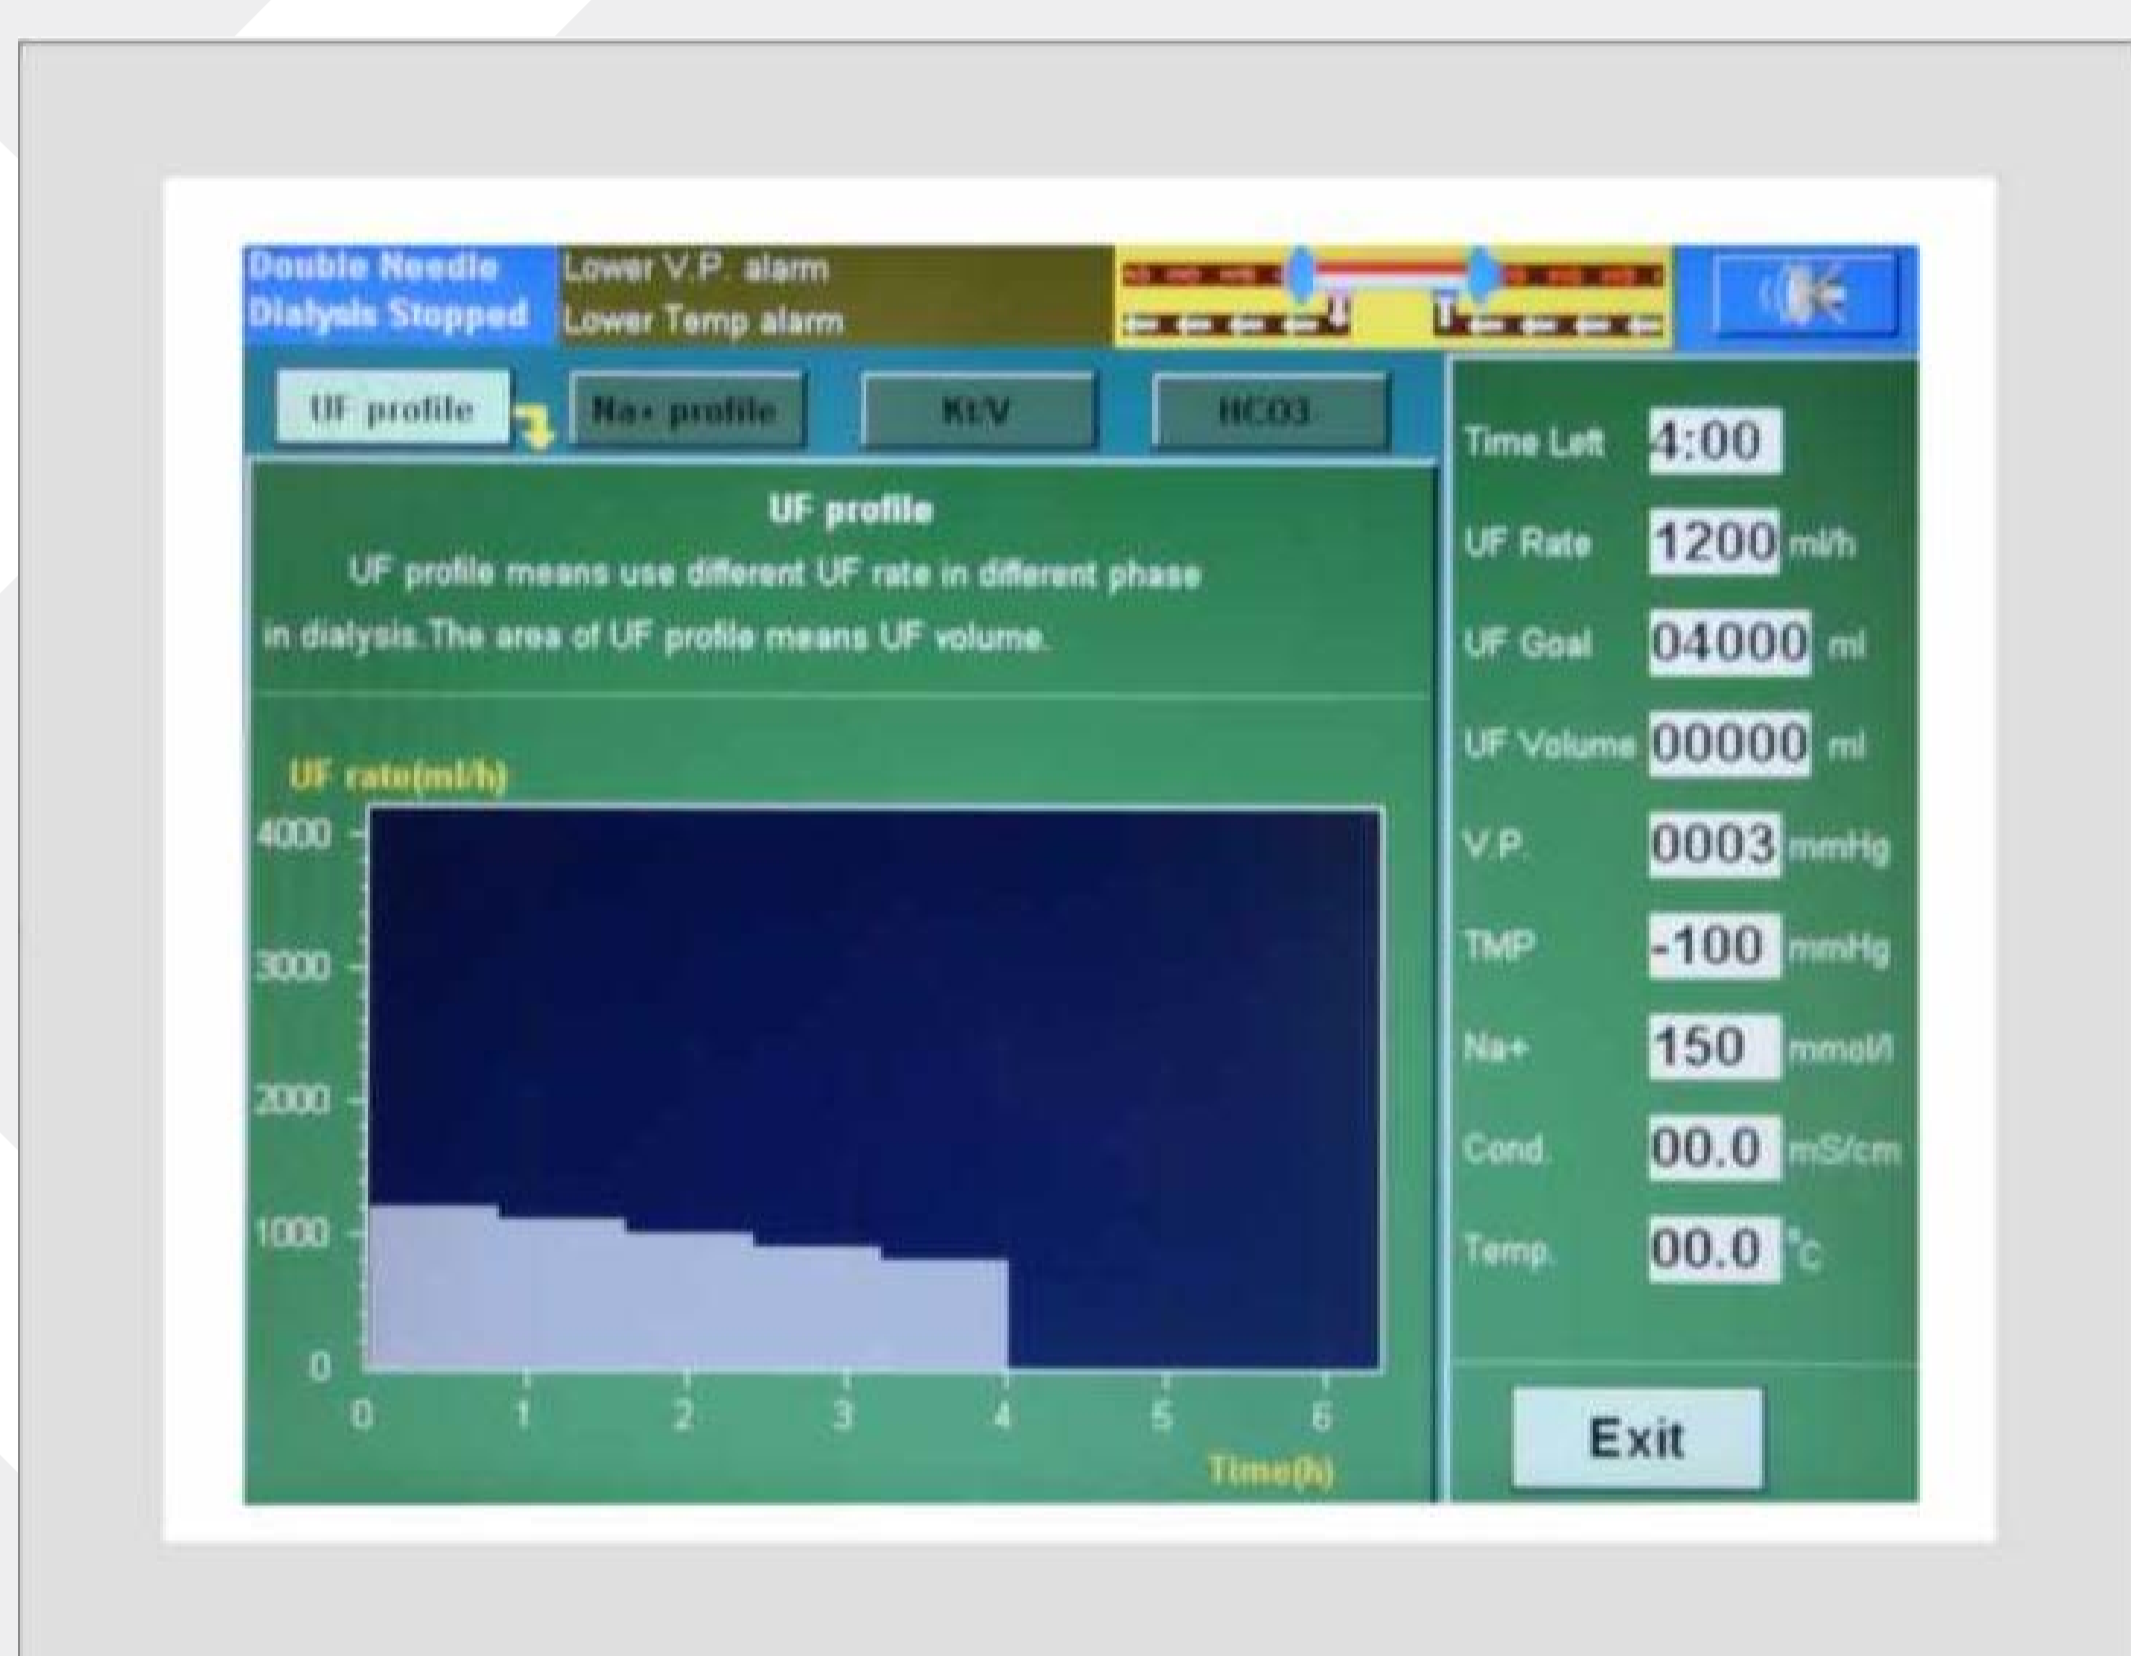 Double Needle
Dialysis Stopped
Lower V.P. alarm
Lower Temp alarm
UF profile
Na+ profile
Kt/V
HCO3
UF profile
UF profile means use different UF rate in different phase
in dialysis.The area of UF profile means UF volume.
UF rate(ml/h)
4000
3000
2000
1000
0
0 1 2 3 4 5 6
Time(h)
Time Left 4:00
UF Rate 1200 ml/h
UF Goal 04000 ml
UF Volume 00000 ml
V.P. 0003 mmHg
TMP -100 mmHg
Na+ 150 mmol/l
Cond. 00.0 mS/cm
Temp. 00.0 °C
Exit